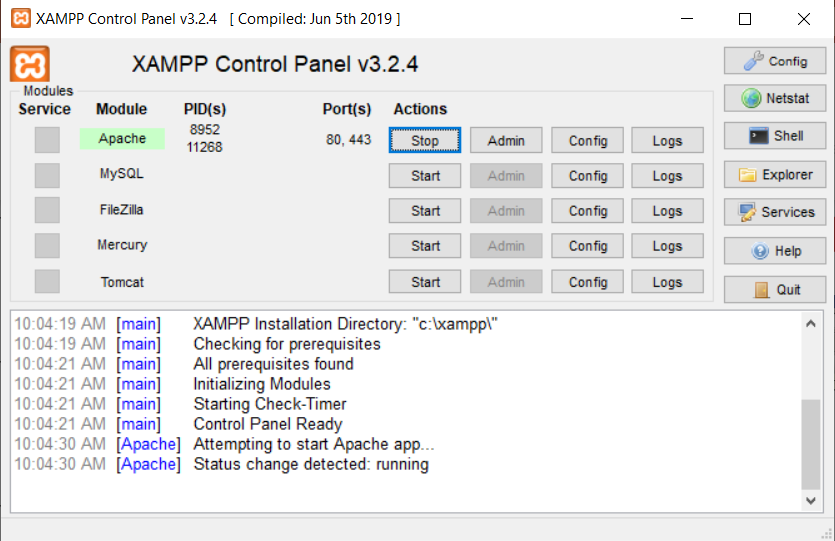 XAMPP Control Panel v3.2.4 [ Compiled: Jun 5th 2019 ]
XAMPP Control Panel v3.2.4
Config
Modules
Service Module PID(s) Port(s) Actions
Netstat
Apache 8952 11268 80, 443 Stop Admin Config Logs
Shell
MySQL Start Admin Config Logs
Explorer
FileZilla Start Admin Config Logs
Services
Mercury Start Admin Config Logs
Help
Tomcat Start Admin Config Logs
Quit
10:04:19 AM [main] XAMPP Installation Directory: "c:\xampp\"
10:04:19 AM [main] Checking for prerequisites
10:04:21 AM [main] All prerequisites found
10:04:21 AM [main] Initializing Modules
10:04:21 AM [main] Starting Check-Timer
10:04:21 AM [main] Control Panel Ready
10:04:30 AM [Apache] Attempting to start Apache app...
10:04:30 AM [Apache] Status change detected: running